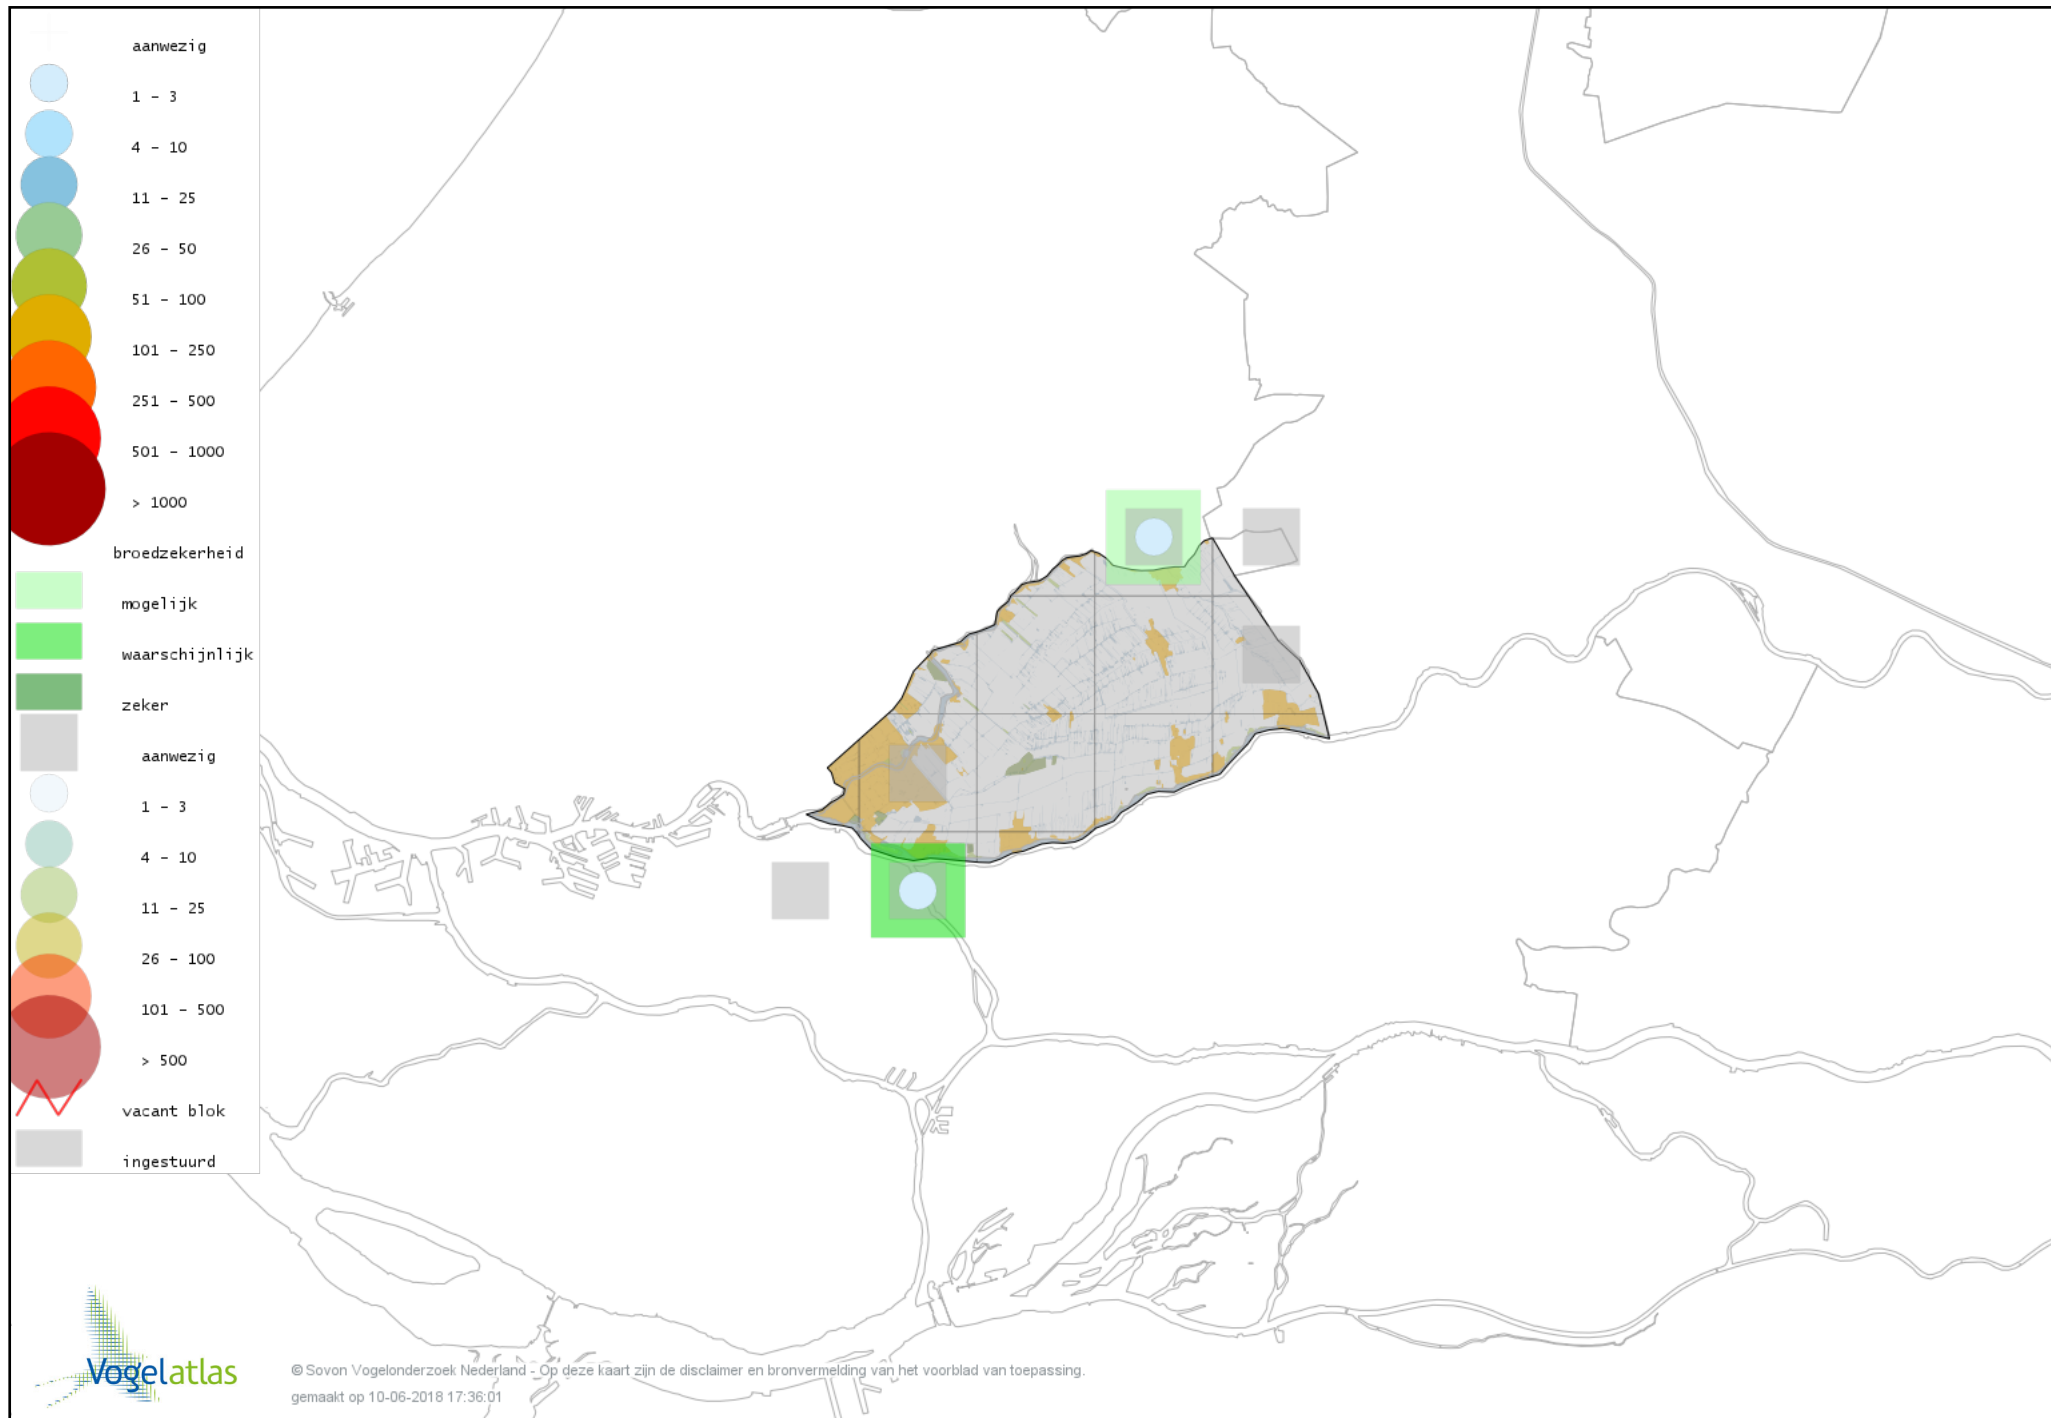 aanwezig
1 - 3
4 - 10
11 - 25
26 - 50
51 - 100
101 - 250
251 - 500
501 - 1000
> 1000
broedzekerheid
mogelijk
waarschijnlijk
zeker
aanwezig
1 - 3
4 - 10
11 - 25
26 - 100
101 - 500
> 500
vacant blok
ingestuurd
Vogelatlas
© Sovon Vogelonderzoek Nederland - Op deze kaart zijn de disclaimer en bronvermelding van het voorblad van toepassing.
gemaakt op 10-06-2018 17:36:01